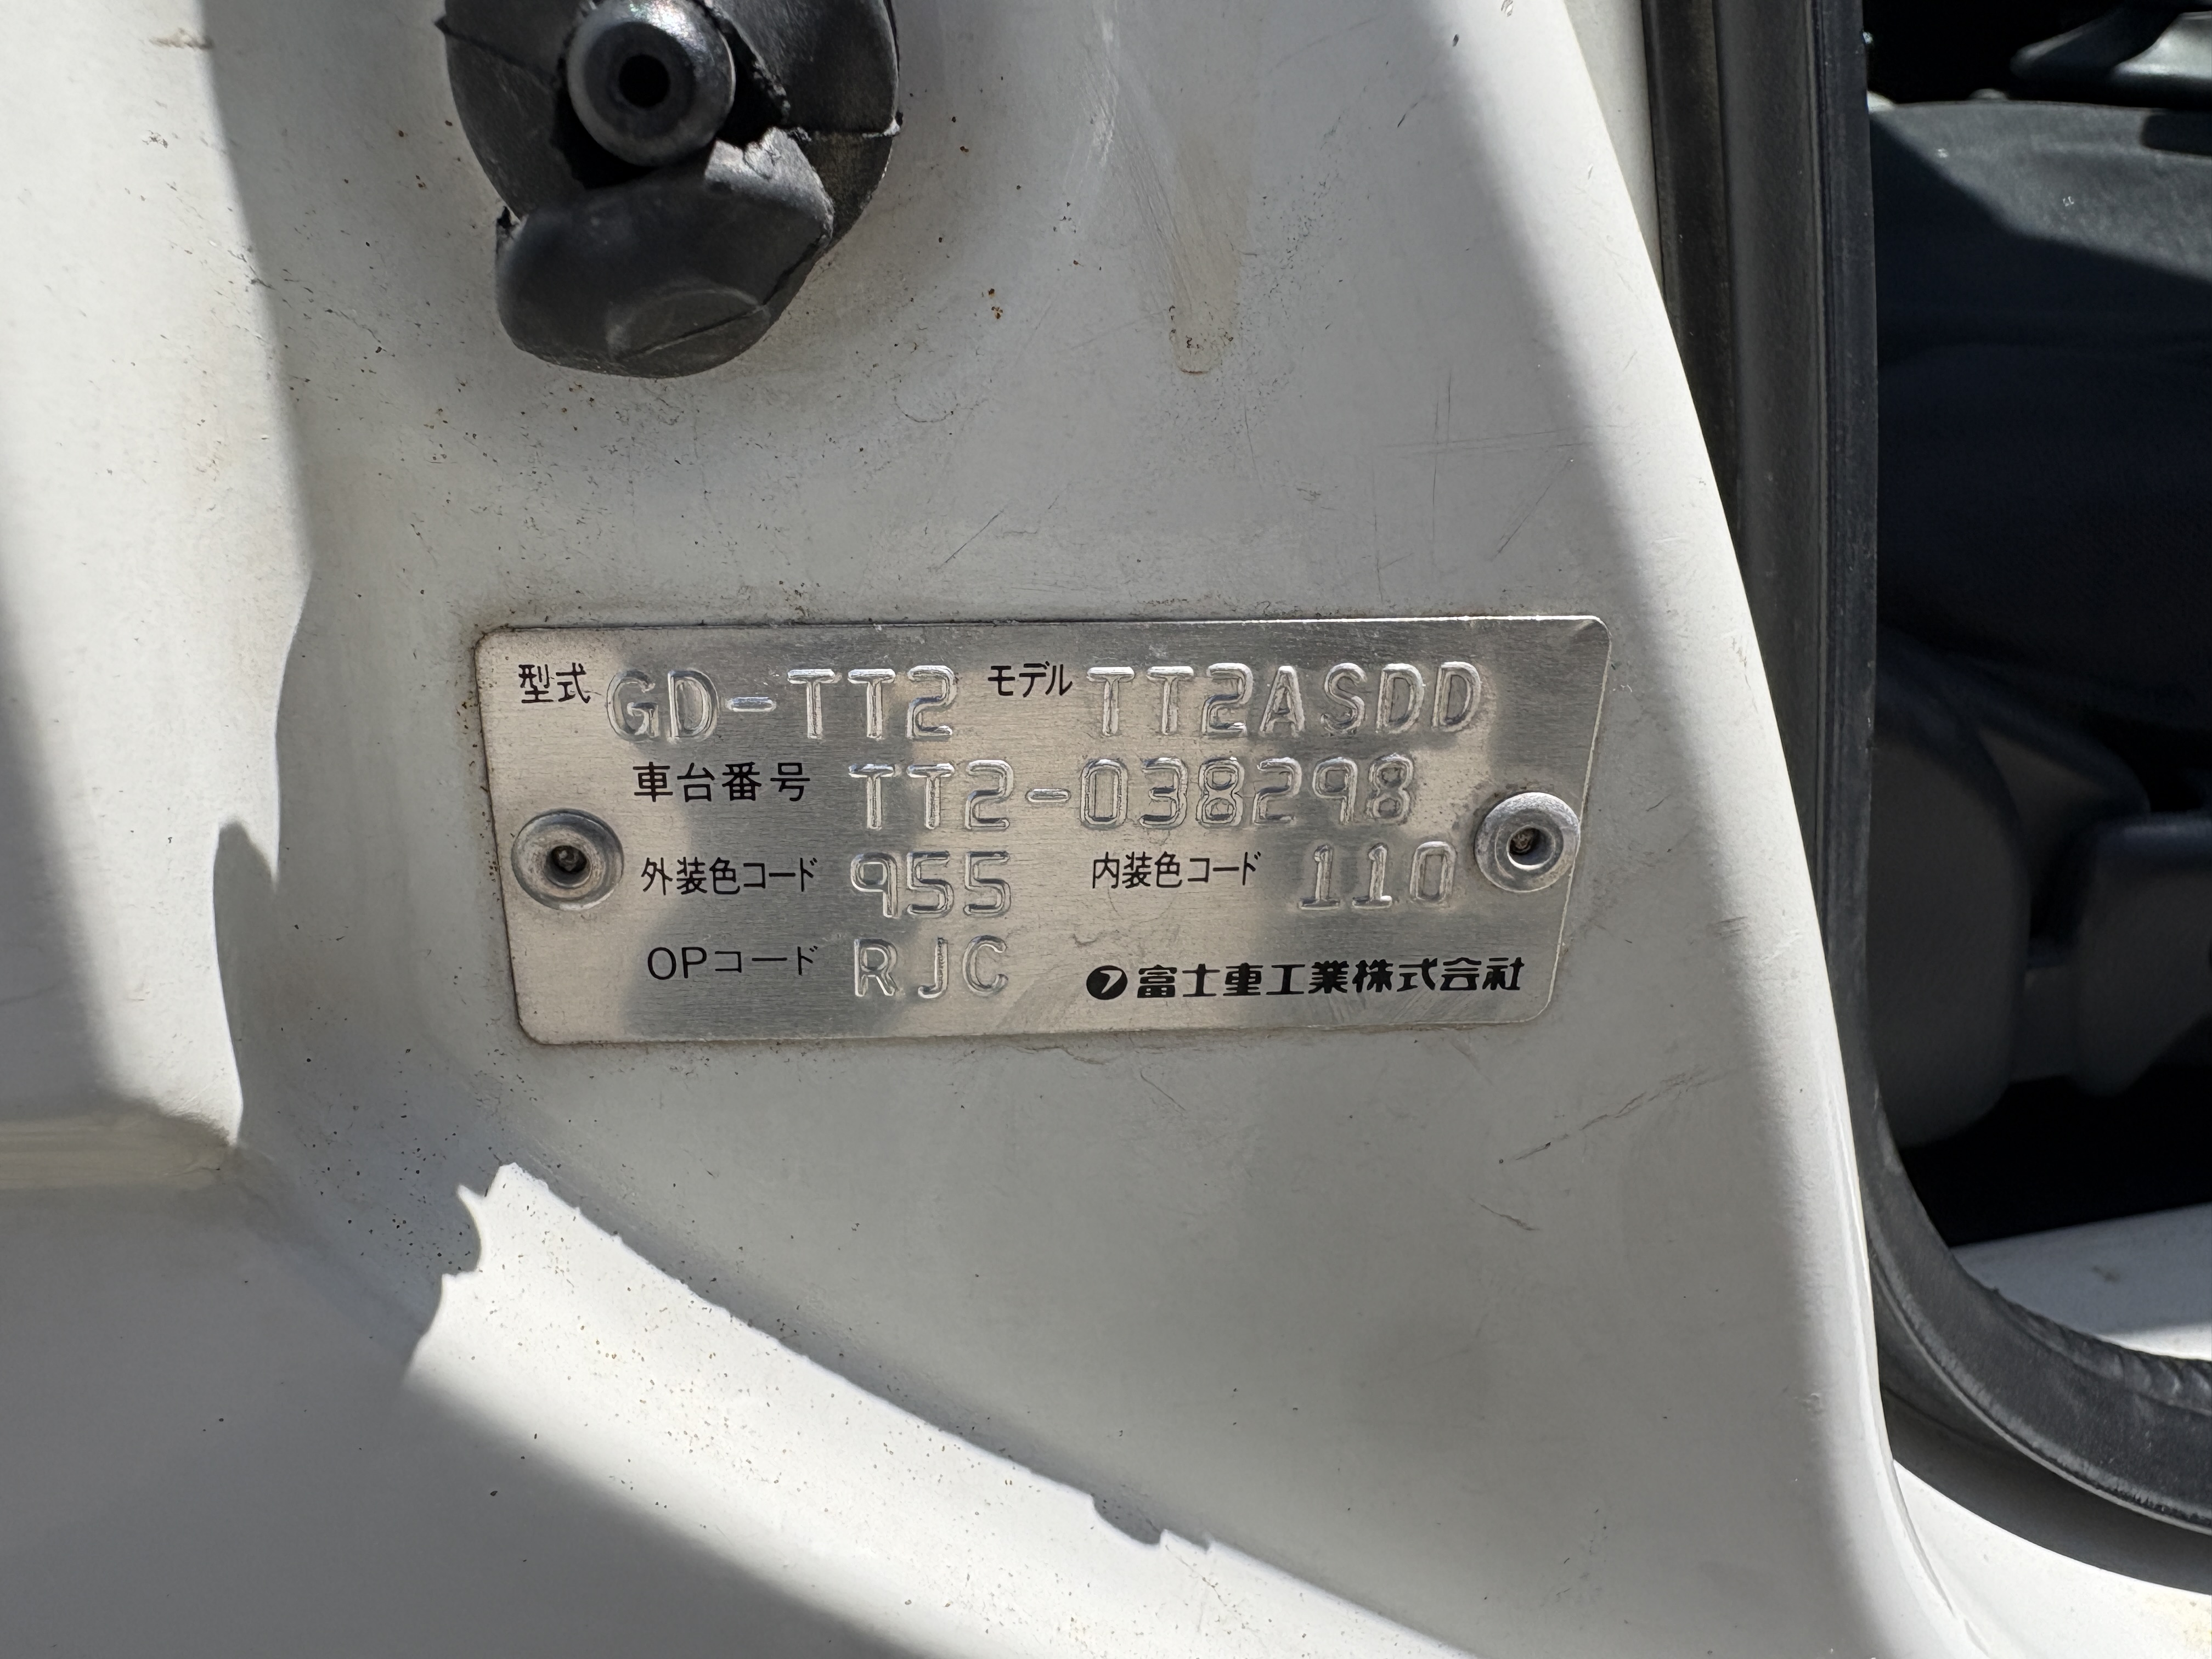 型式 GD-TT2 モデル TT2ASDD
車台番号 TT2-038298
外装色コード 955 内装色コード 110
OPコード RJC 富士重工業株式会社